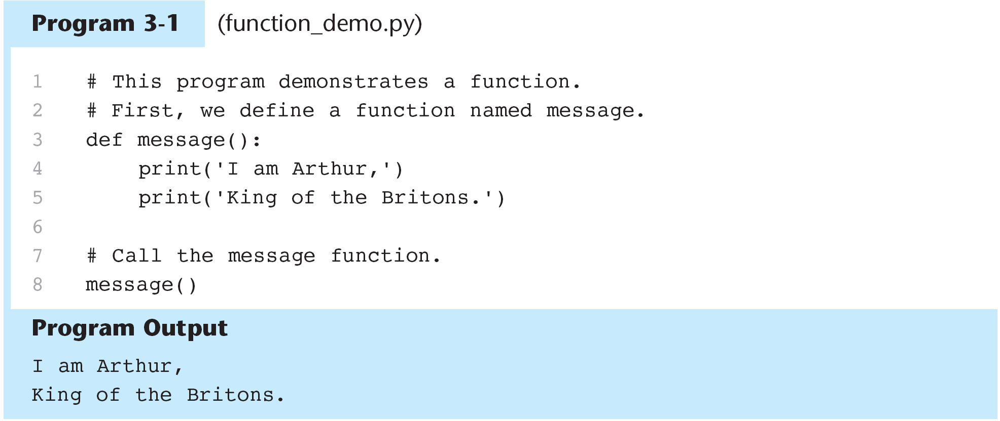 Program 3-1 (function_demo.py)
1 # This program demonstrates a function.
2 # First, we define a function named message.
3 def message():
4     print('I am Arthur,')
5     print('King of the Britons.')
6
7 # Call the message function.
8 message()
Program Output
I am Arthur,
King of the Britons.